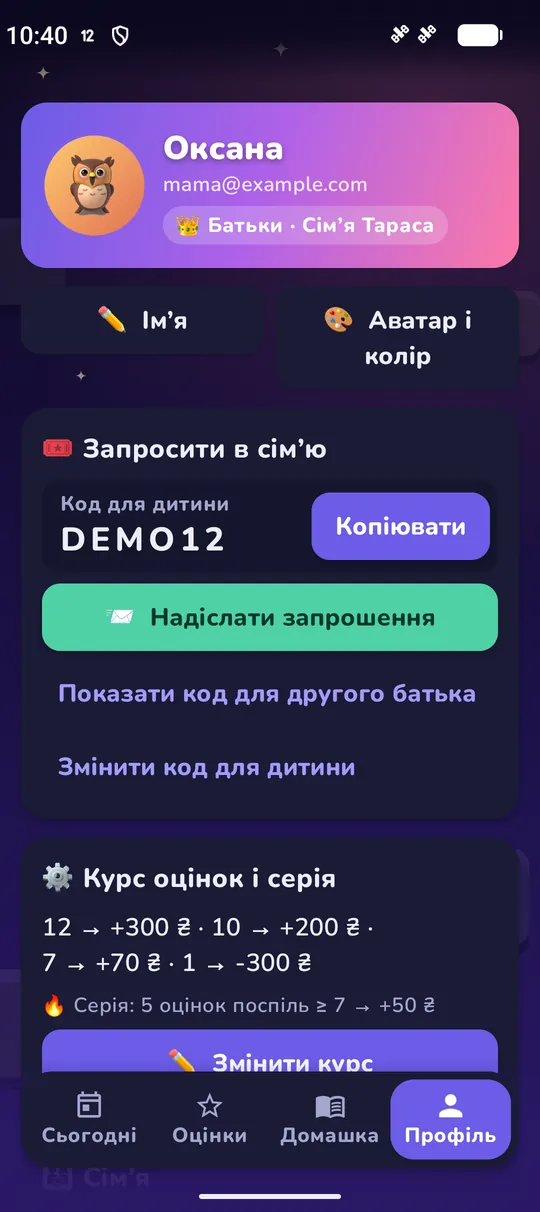 10:40 12
Оксана
mama@example.com
👑 Батьки · Сім’я Тараса
✏️ Ім’я
🎨 Аватар і
колір
🎟️ Запросити в сім’ю
Код для дитини
DEMO12
Копіювати
📨 Надіслати запрошення
Показати код для другого батька
Змінити код для дитини
⚙️ Курс оцінок і серія
12 → +300 ₴ · 10 → +200 ₴ ·
7 → +70 ₴ · 1 → -300 ₴
🔥 Серія: 5 оцінок поспіль ≥ 7 → +50 ₴
✏️ Змінити курс
Сьогодні
Оцінки
Домашка
Профіль
Сім’я